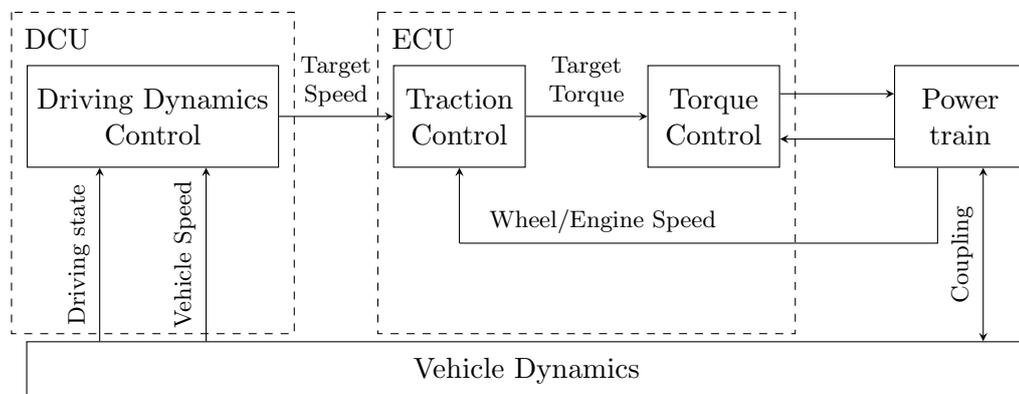 DCU
ECU
Driving Dynamics
Control
Target
Speed
Traction
Control
Target
Torque
Torque
Control
Power
train
Driving state
Vehicle Speed
Wheel/Engine Speed
Coupling
Vehicle Dynamics